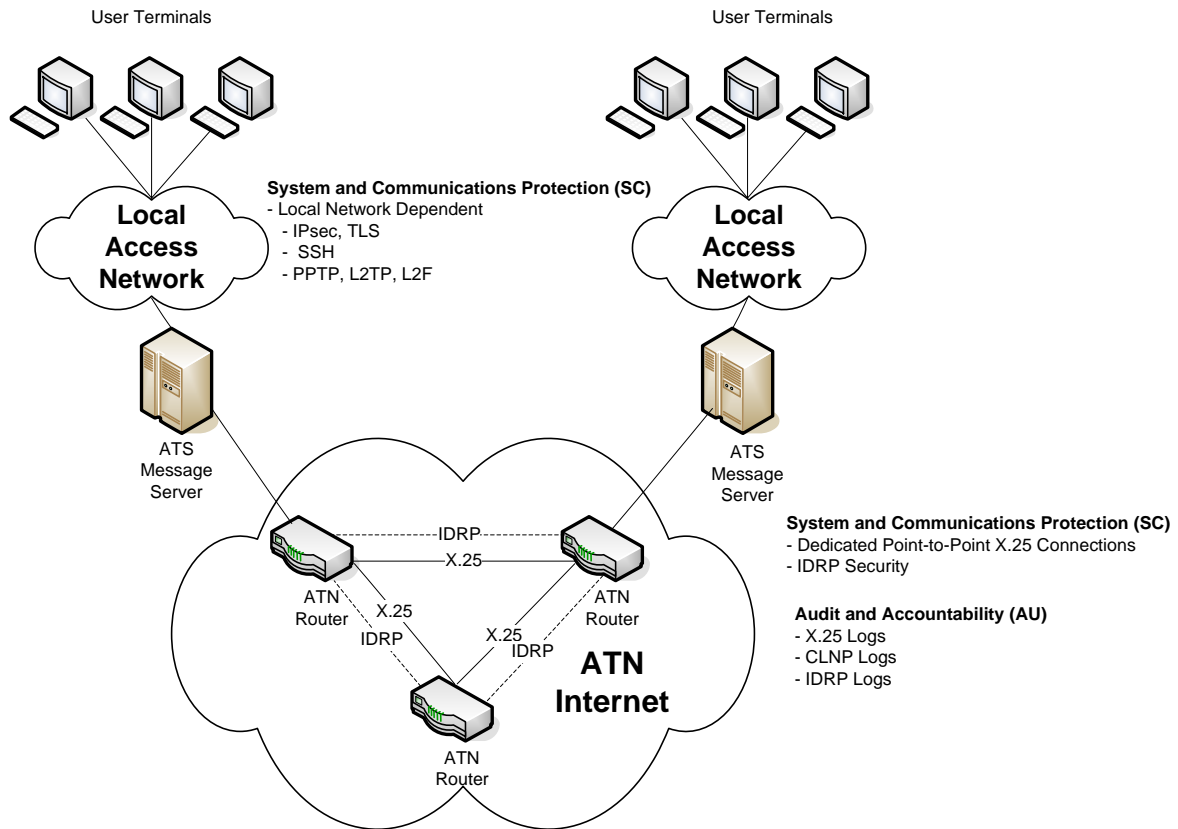 User Terminals
User Terminals
System and Communications Protection (SC)
- Local Network Dependent
- IPsec, TLS
- SSH
- PPTP, L2TP, L2F
Local
Access
Network
Local
Access
Network
ATS
Message
Server
ATS
Message
Server
System and Communications Protection (SC)
- Dedicated Point-to-Point X.25 Connections
- IDRP Security
Audit and Accountability (AU)
- X.25 Logs
- CLNP Logs
- IDRP Logs
IDRP
X.25
ATN
Router
ATN
Router
X.25
IDRP
X.25
IDRP
ATN
Internet
ATN
Router